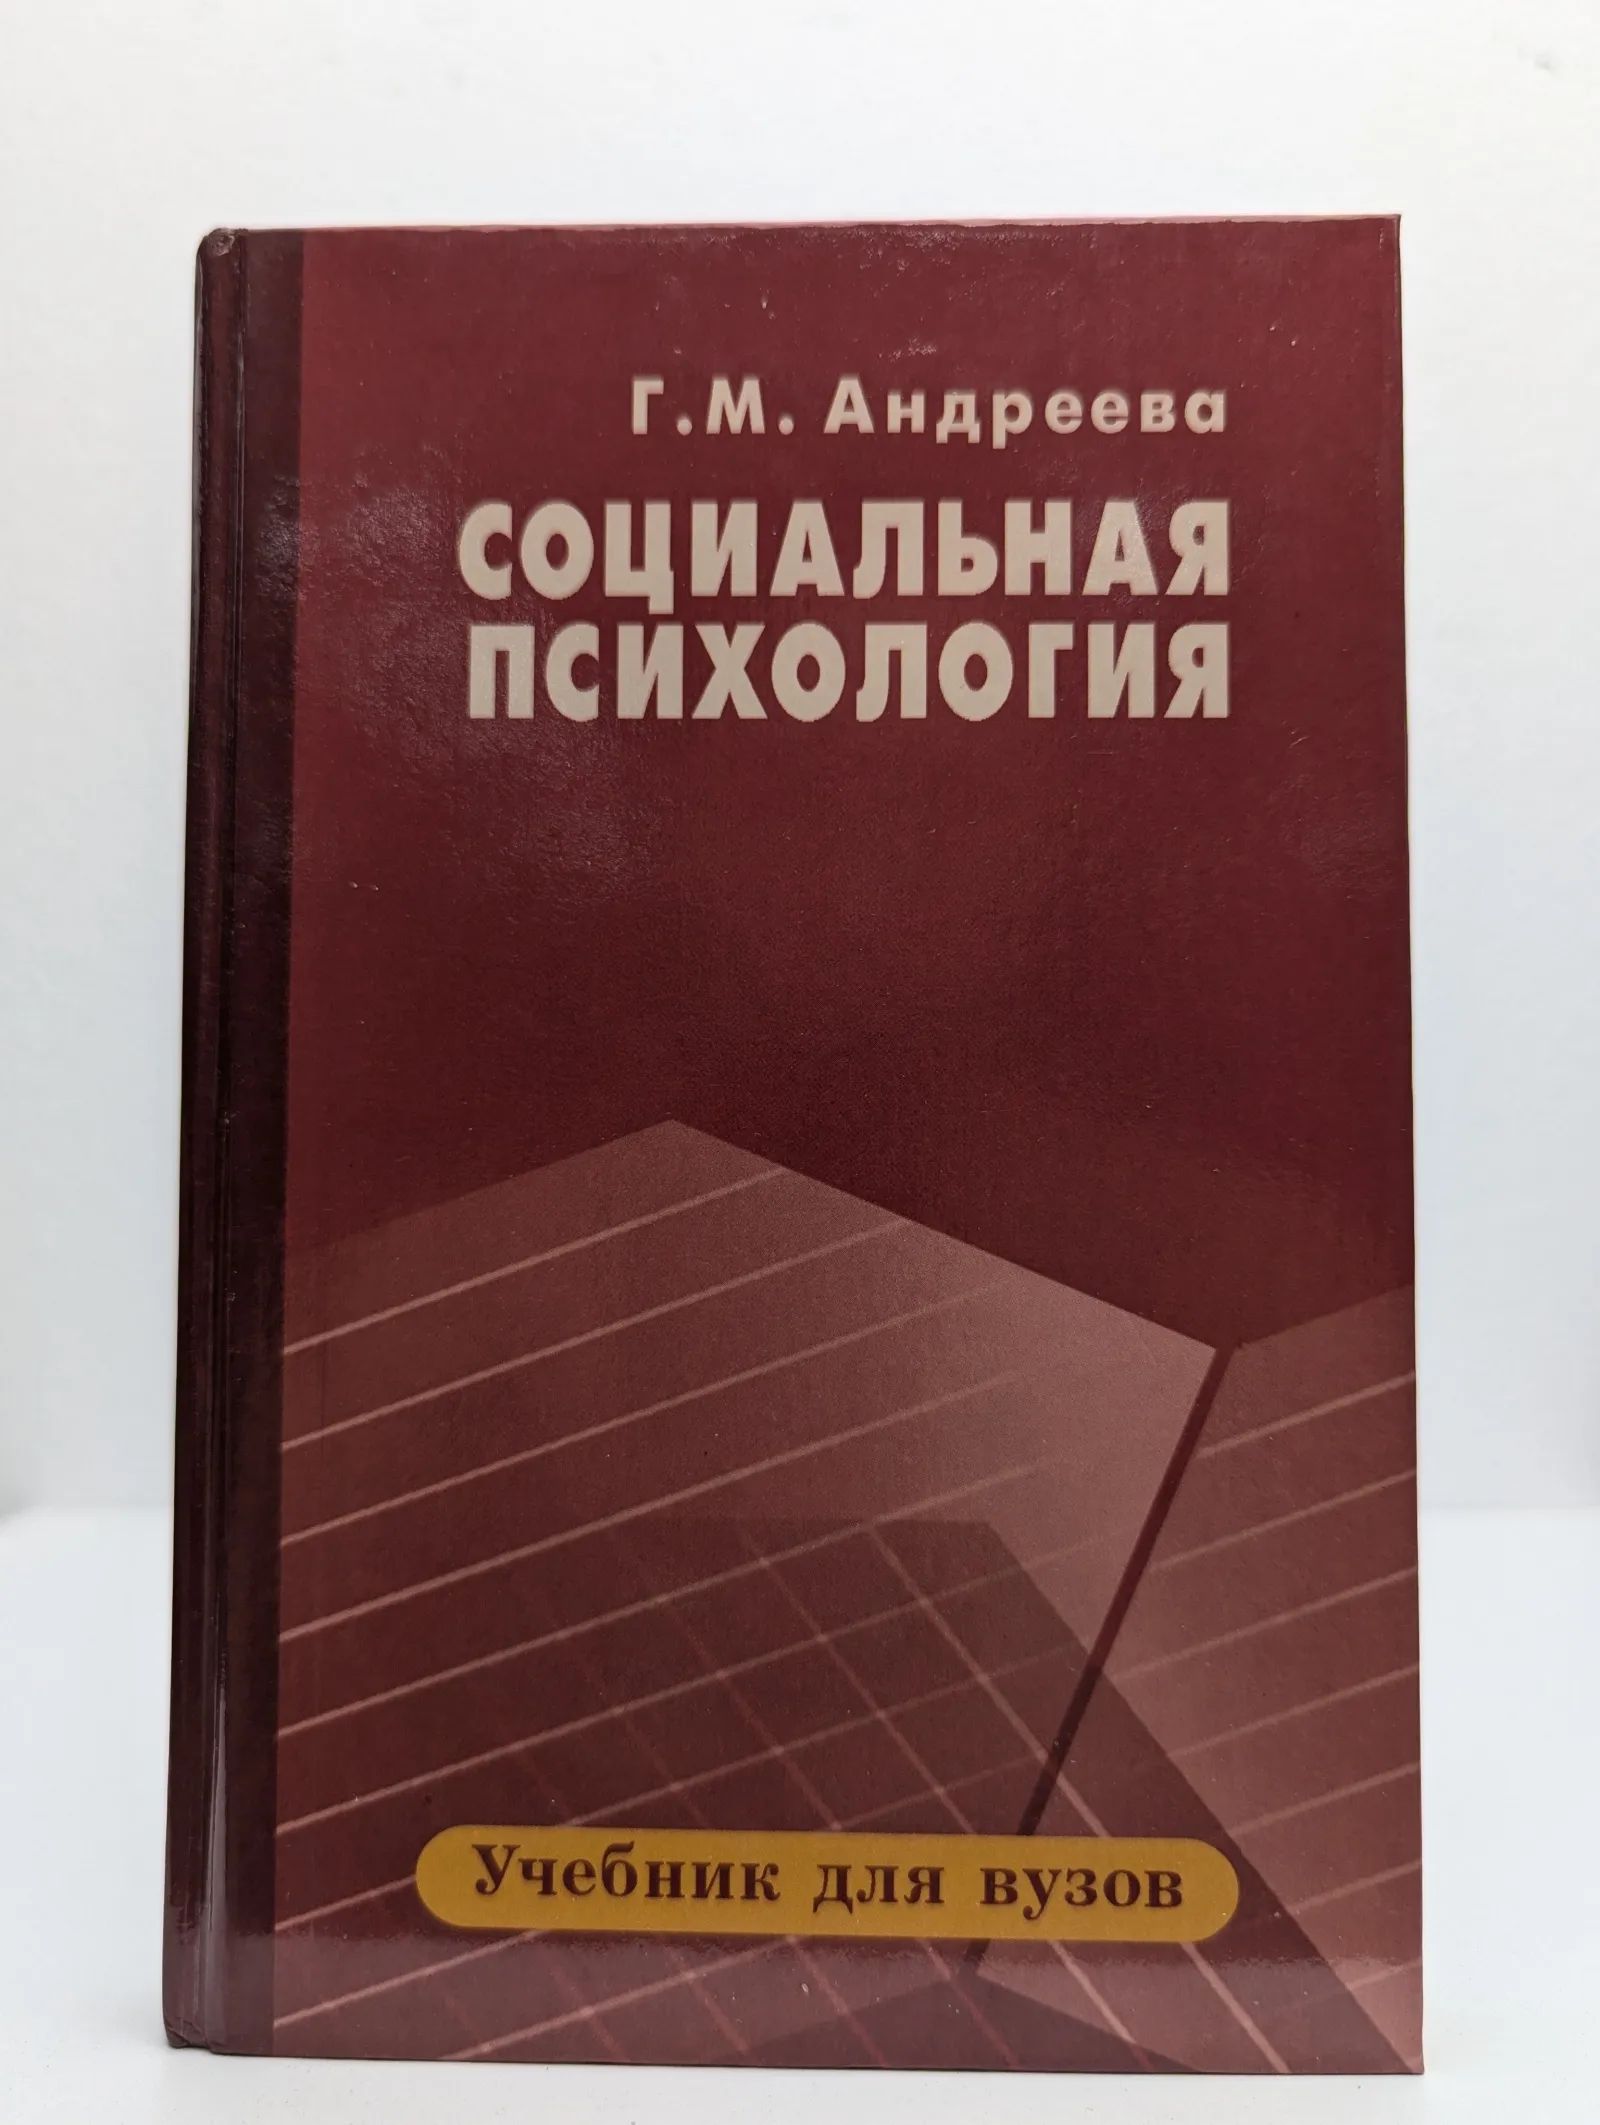 Г.М. Андреева
СОЦИАЛЬНАЯ
ПСИХОЛОГИЯ
Учебник для вузов